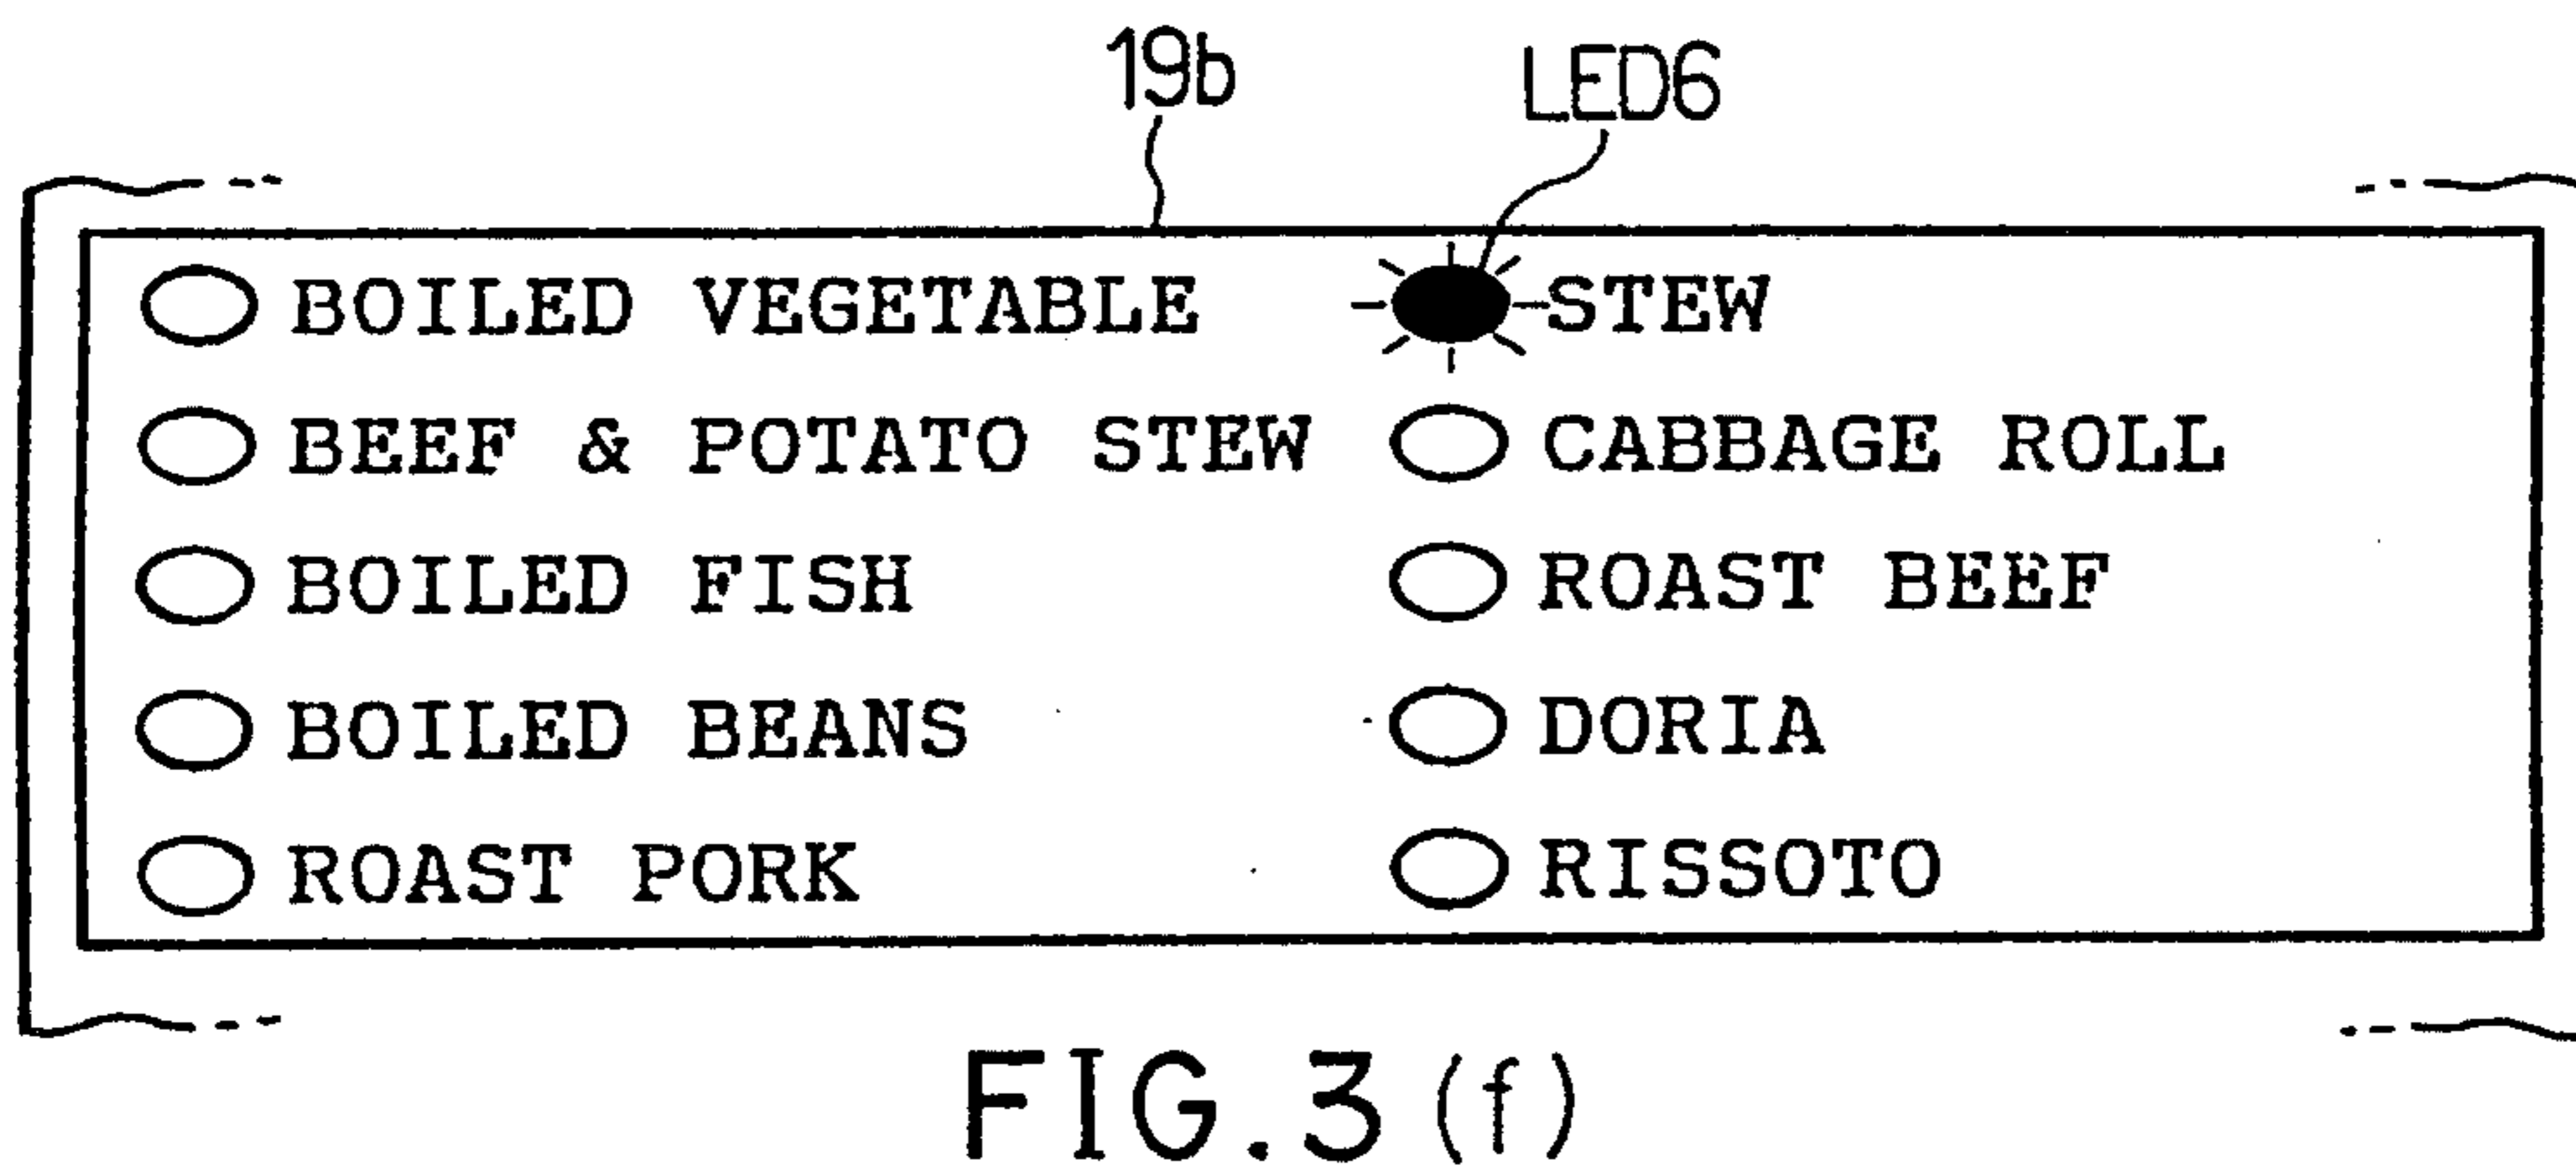 19b LED6
BOILED VEGETABLE STEW
BEEF & POTATO STEW CABBAGE ROLL
BOILED FISH ROAST BEEF
BOILED BEANS DORIA
ROAST PORK RISSOTO
FIG.3(f)